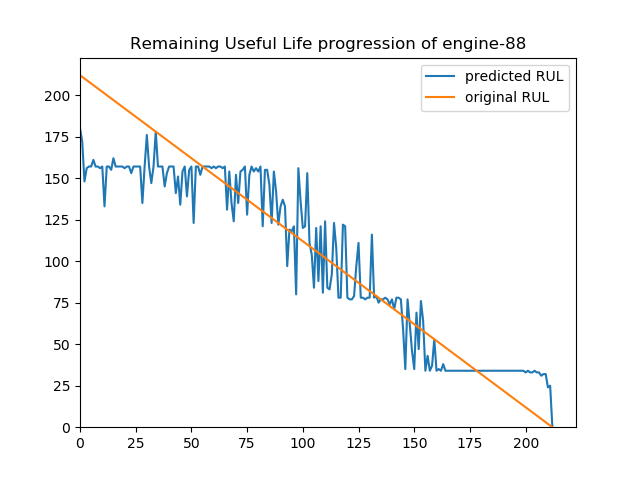 Remaining Useful Life progression of engine-88
predicted RUL
original RUL
200
175
150
125
100
75
50
25
0
0 25 50 75 100 125 150 175 200